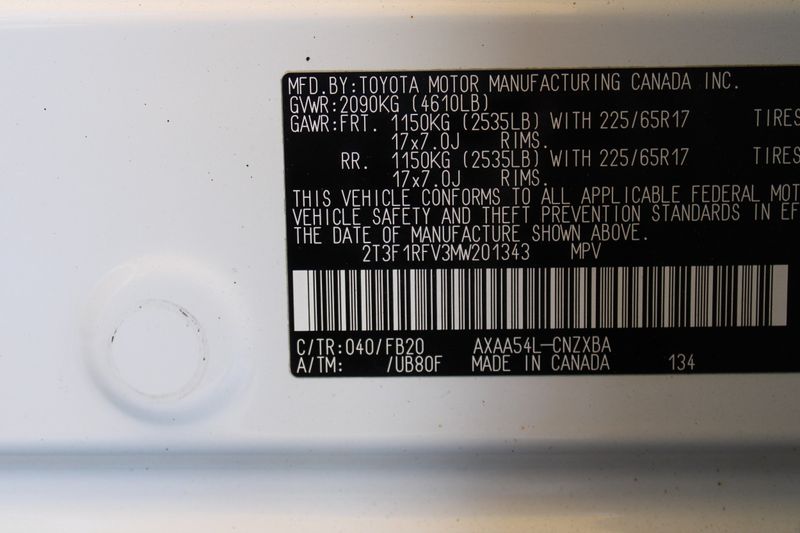 MFD.BY:TOYOTA MOTOR MANUFACTURING CANADA INC.
GVWR:2090KG (4610LB)
GAWR:FRT. 1150KG (2535LB) WITH 225/65R17 TIRES
17x7.0J RIMS.
RR. 1150KG (2535LB) WITH 225/65R17 TIRES
17x7.0J RIMS.
THIS VEHICLE CONFORMS TO ALL APPLICABLE FEDERAL MOT
VEHICLE SAFETY AND THEFT PREVENTION STANDARDS IN EF
THE DATE OF MANUFACTURE SHOWN ABOVE.
2T3F1RFV3MW201343 MPV
C/TR:040/FB20 AXAA54L-CNZXBA
A/TM: /UB80F MADE IN CANADA 134